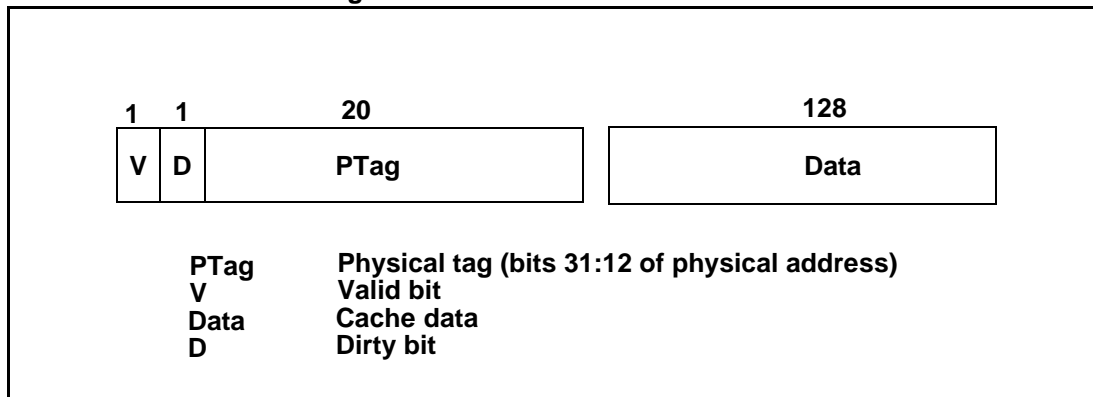 1 1 20 128
V D PTag Data
PTag Physical tag (bits 31:12 of physical address)
V Valid bit
Data Cache data
D Dirty bit